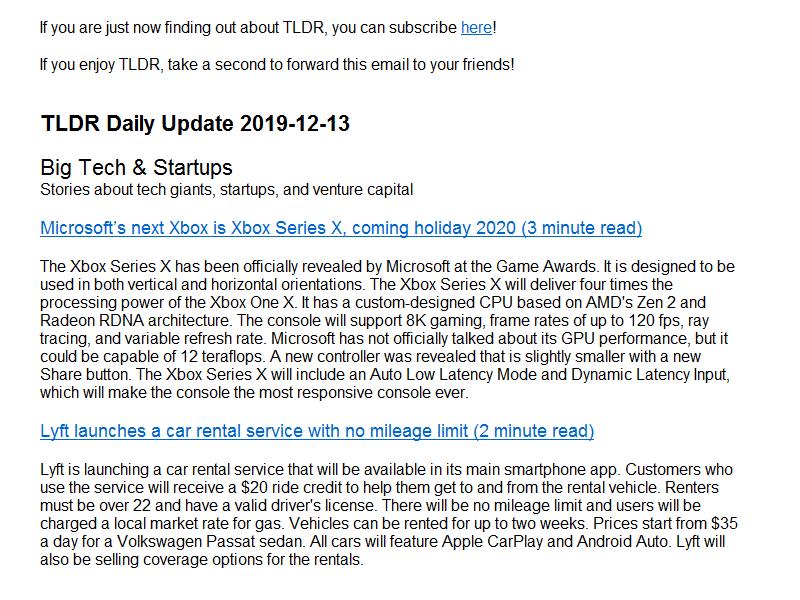 If you are just now finding out about TLDR, you can subscribe here!
If you enjoy TLDR, take a second to forward this email to your friends!
TLDR Daily Update 2019-12-13
Big Tech & Startups
Stories about tech giants, startups, and venture capital
Microsoft’s next Xbox is Xbox Series X, coming holiday 2020 (3 minute read)
The Xbox Series X has been officially revealed by Microsoft at the Game Awards. It is designed to be
used in both vertical and horizontal orientations. The Xbox Series X will deliver four times the
processing power of the Xbox One X. It has a custom-designed CPU based on AMD's Zen 2 and
Radeon RDNA architecture. The console will support 8K gaming, frame rates of up to 120 fps, ray
tracing, and variable refresh rate. Microsoft has not officially talked about its GPU performance, but it
could be capable of 12 teraflops. A new controller was revealed that is slightly smaller with a new
Share button. The Xbox Series X will include an Auto Low Latency Mode and Dynamic Latency Input,
which will make the console the most responsive console ever.
Lyft launches a car rental service with no mileage limit (2 minute read)
Lyft is launching a car rental service that will be available in its main smartphone app. Customers who
use the service will receive a $20 ride credit to help them get to and from the rental vehicle. Renters
must be over 22 and have a valid driver's license. There will be no mileage limit and users will be
charged a local market rate for gas. Vehicles can be rented for up to two weeks. Prices start from $35
a day for a Volkswagen Passat sedan. All cars will feature Apple CarPlay and Android Auto. Lyft will
also be selling coverage options for the rentals.